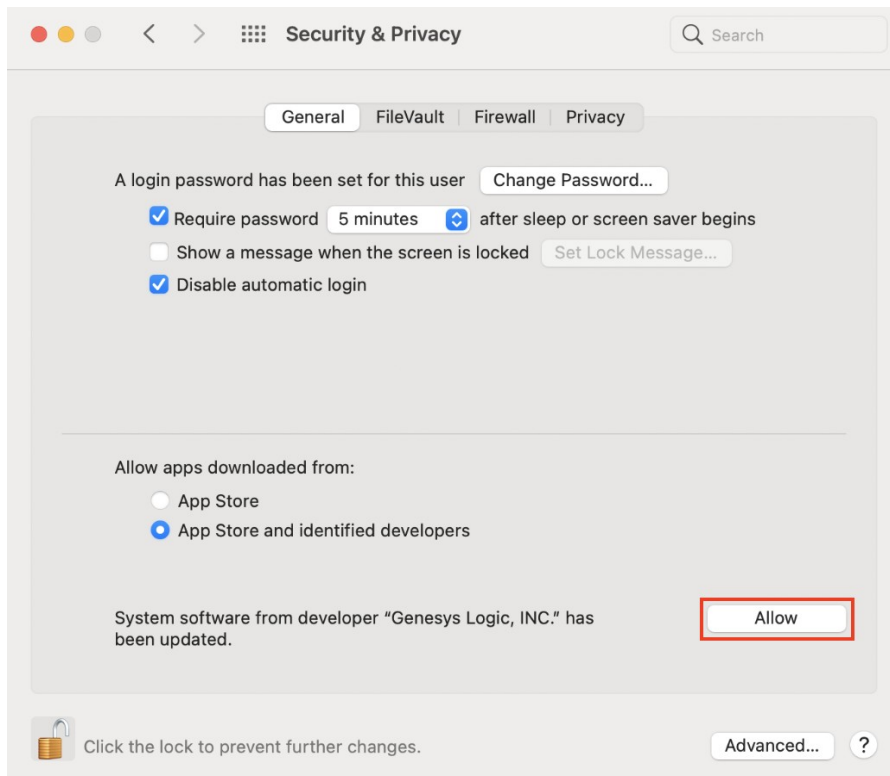 Security & Privacy
Search
General FileVault Firewall Privacy
A login password has been set for this user Change Password...
Require password 5 minutes after sleep or screen saver begins
Show a message when the screen is locked Set Lock Message...
Disable automatic login
Allow apps downloaded from:
App Store
App Store and identified developers
System software from developer “Genesys Logic, INC.” has
been updated.
Allow
Click the lock to prevent further changes.
Advanced... ?